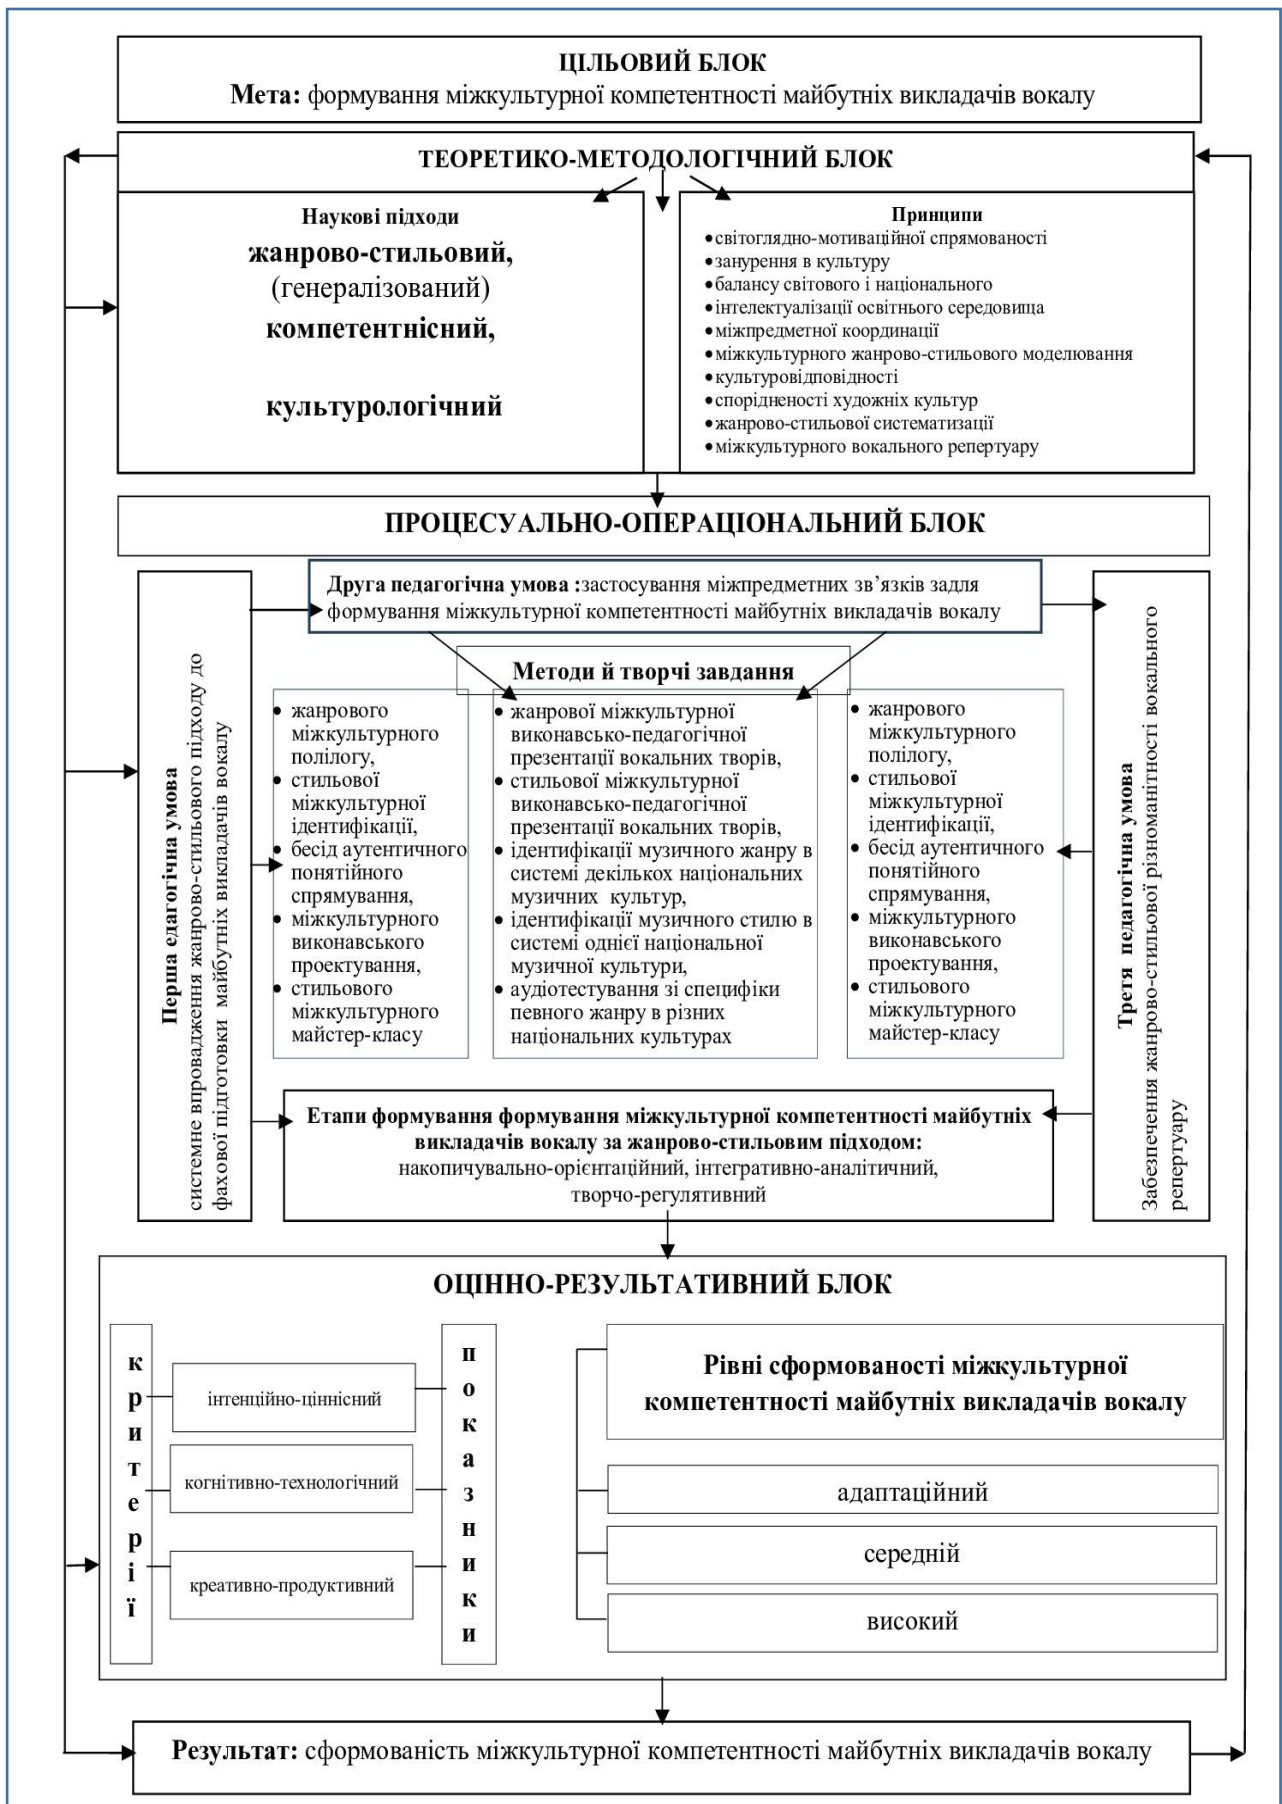 ЦІЛЬОВИЙ БЛОК
Мета: формування міжкультурної компетентності майбутніх викладачів вокалу
ТЕОРЕТИКО-МЕТОДОЛОГІЧНИЙ БЛОК
Наукові підходи
жанрово-стильовий,
(генералізований)
компетентнісний,
культурологічний
Принципи
•світоглядно-мотиваційної спрямованості
•занурення в культуру
•балансу світового і національного
•інтелектуалізації освітнього середовища
•міжпредметної координації
•міжкультурного жанрово-стильового моделювання
•культуровідповідності
•спорідненості художніх культур
•жанрово-стильової систематизації
•міжкультурного вокального репертуару
ПРОЦЕСУАЛЬНО-ОПЕРАЦІОНАЛЬНИЙ БЛОК
Перша едагогічна умова
системне впровадження жанрово-стильового підходу до
фахової підготовки майбутніх викладачів вокалу
Друга педагогічна умова :застосування міжпредметних зв’язків задля
формування міжкультурної компетентності майбутніх викладачів вокалу
Методи й творчі завдання
• жанрового
міжкультурного
полілогу,
• стильової
міжкультурної
ідентифікації,
• бесід аутентичного
понятійного
спрямування,
• міжкультурного
виконавського
проектування,
• стильового
міжкультурного
майстер-класу
• жанрової міжкультурної
виконавсько-педагогічної
презентації вокальних творів,
• стильової міжкультурної
виконавсько-педагогічної
презентації вокальних творів,
• ідентифікації музичного жанру в
системі декількох національних
музичних культур,
• ідентифікації музичного стилю в
системі однієї національної
музичної культури,
• аудіотестування зі специфіки
певного жанру в різних
національних культурах
• жанрового
міжкультурного
полілогу,
• стильової
міжкультурної
ідентифікації,
• бесід аутентичного
понятійного
спрямування,
• міжкультурного
виконавського
проектування,
• стильового
міжкультурного
майстер-класу
Третя педагогічна умова
Забезпечення жанрово-стильової різноманітності вокального
репертуару
Етапи формування формування міжкультурної компетентності майбутніх
викладачів вокалу за жанрово-стильовим підходом:
накопичувально-орієнтаційний, інтегративно-аналітичний,
творчо-регулятивний
ОЦІННО-РЕЗУЛЬТАТИВНИЙ БЛОК
критерії
інтенційно-ціннісний
когнітивно-технологічний
креативно-продуктивний
показники
Рівні сформованості міжкультурної
компетентності майбутніх викладачів вокалу
адаптаційний
середній
високий
Результат: сформованість міжкультурної компетентності майбутніх викладачів вокалу